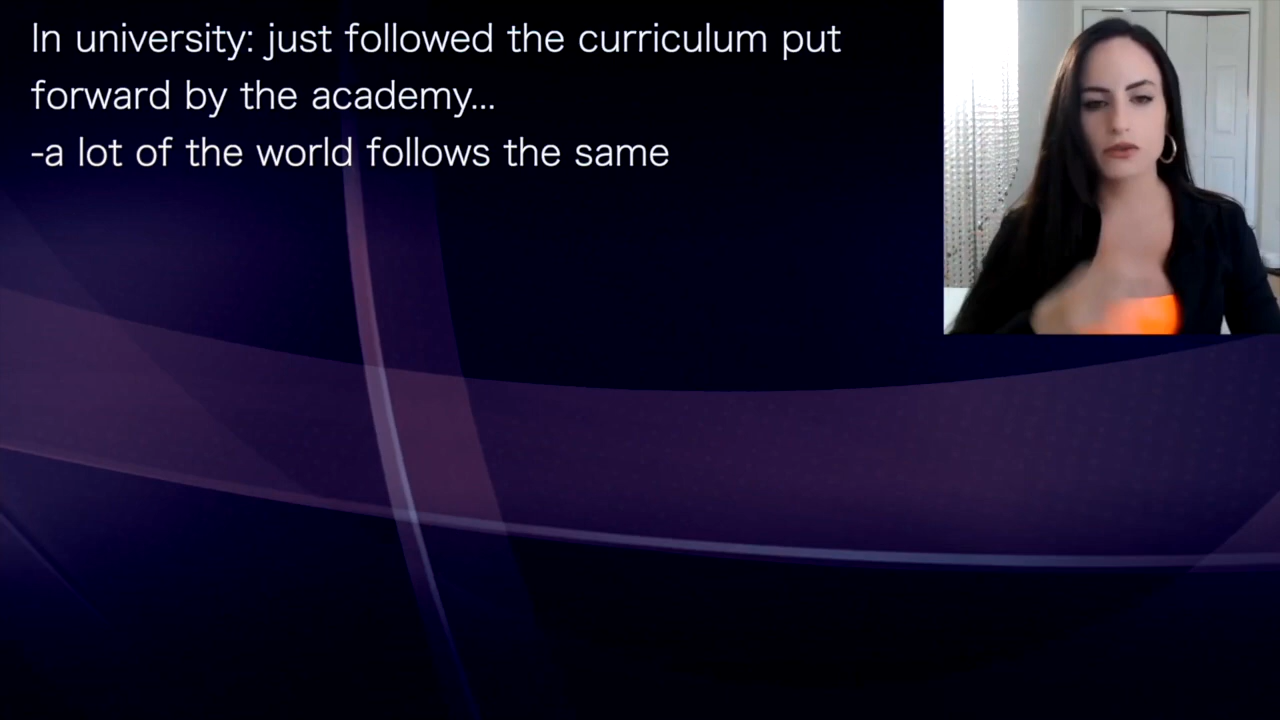 In university: just followed the curriculum put
forward by the academy...
-a lot of the world follows the same